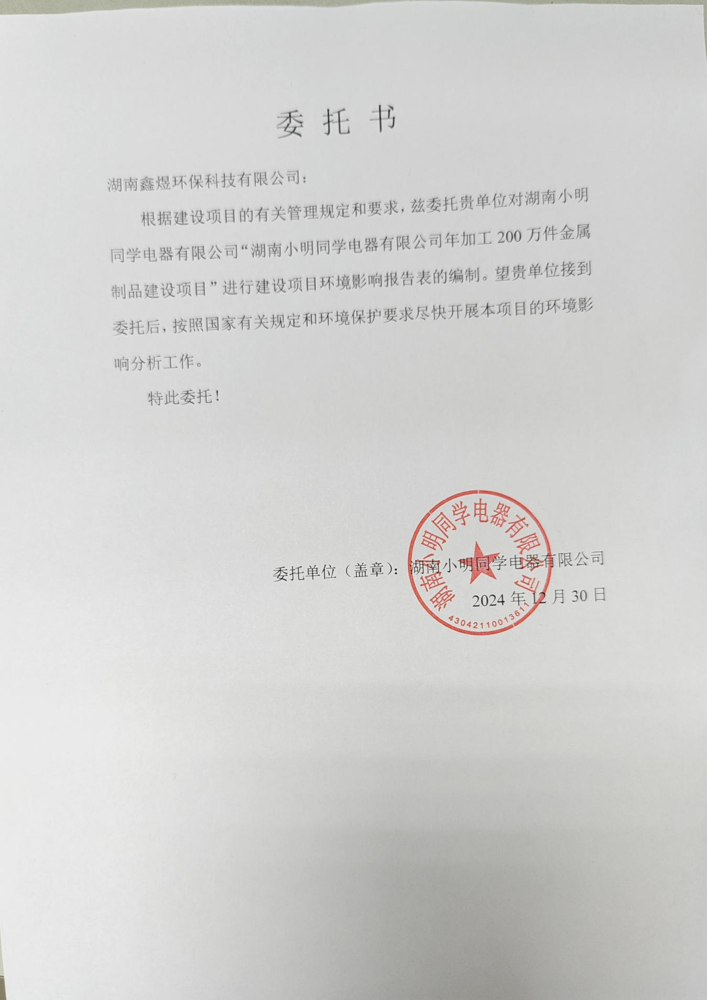 委托书
湖南鑫煜环保科技有限公司：
根据建设项目的有关管理规定和要求，兹委托贵单位对湖南小明
同学电器有限公司“湖南小明同学电器有限公司年加工 200 万件金属
制品建设项目”进行建设项目环境影响报告表的编制。望贵单位接到
委托后，按照国家有关规定和环境保护要求尽快开展本项目的环境影
响分析工作。
特此委托！
委托单位（盖章）：湖南小明同学电器有限公司
2024 年 12 月 30 日
湖南小明同学电器有限公司
43042110013611